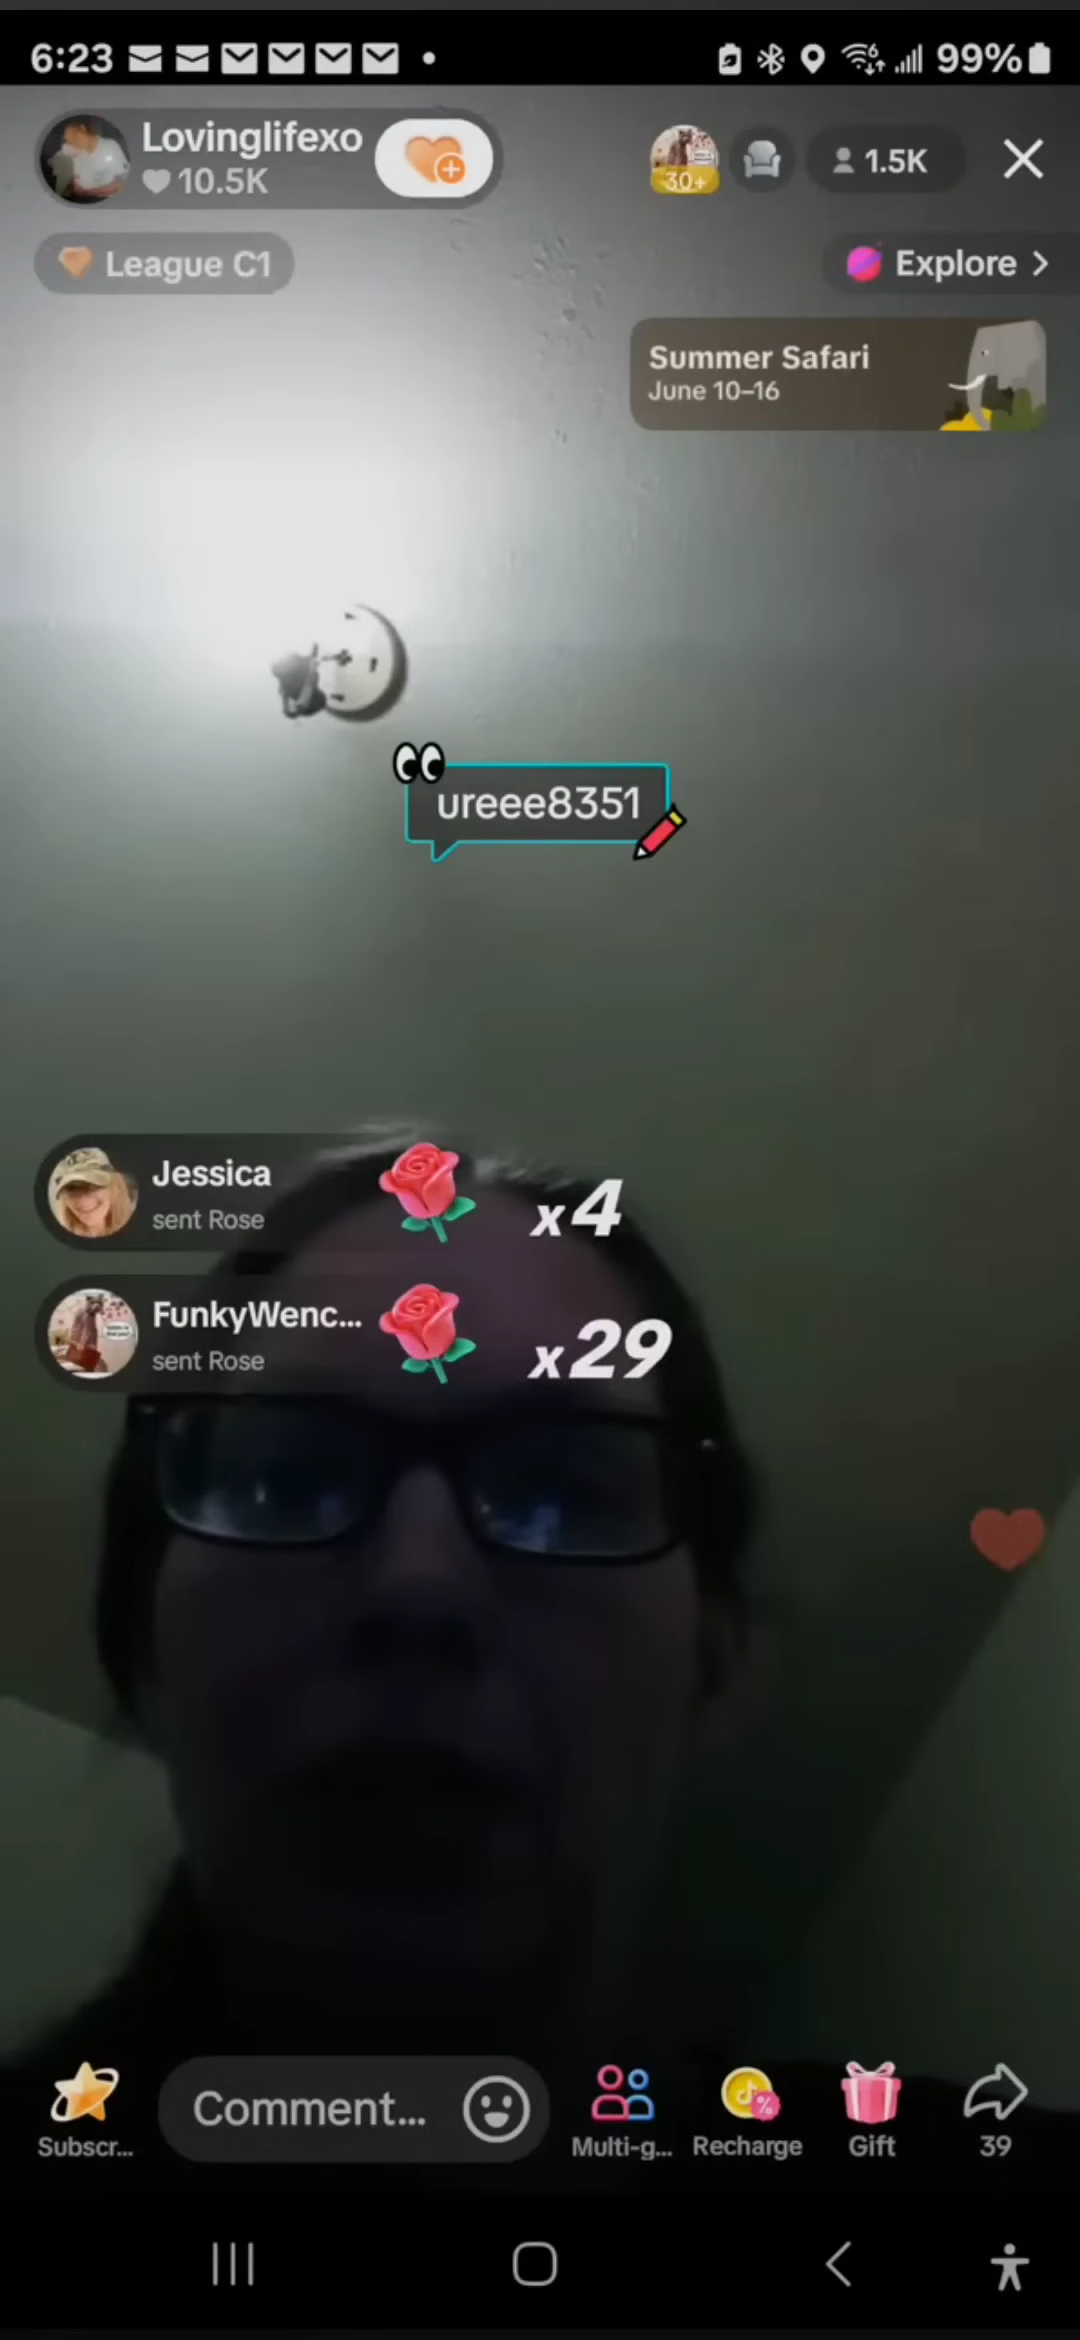 6:23
99%
Lovinglifexo
10.5K
30+
1.5K
League C1
Explore
Summer Safari
June 10–16
ureee8351
Jessica
sent Rose
x4
FunkyWenc...
sent Rose
x29
Comment...
Subscr...
Multi-g...
Recharge
Gift
39